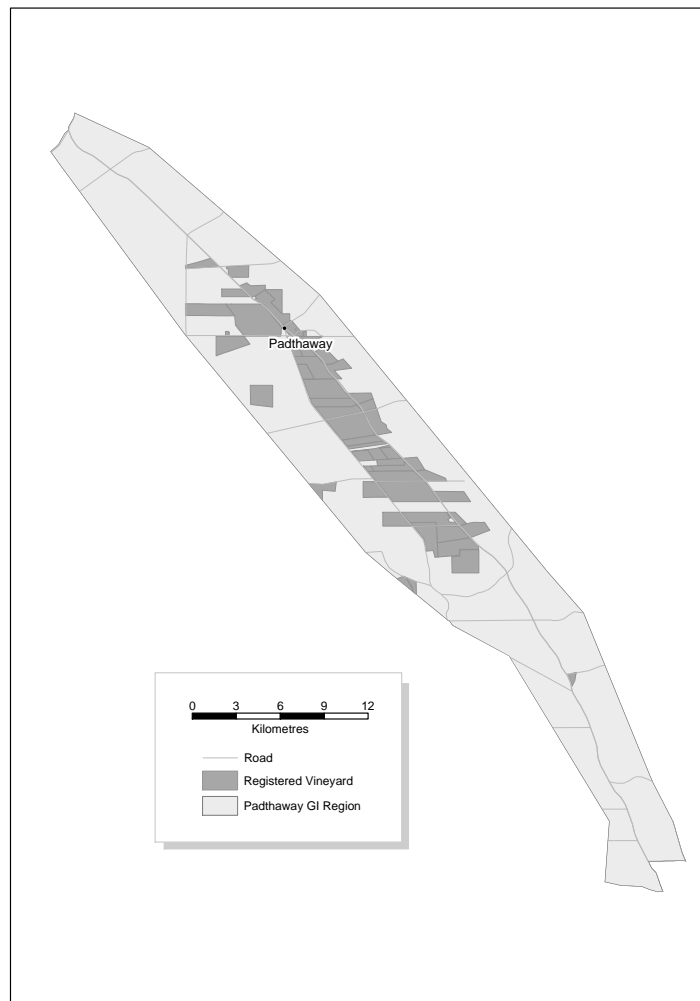 Padthaway
0 3 6 9 12
Kilometres
Road
Registered Vineyard
Padthaway GI Region